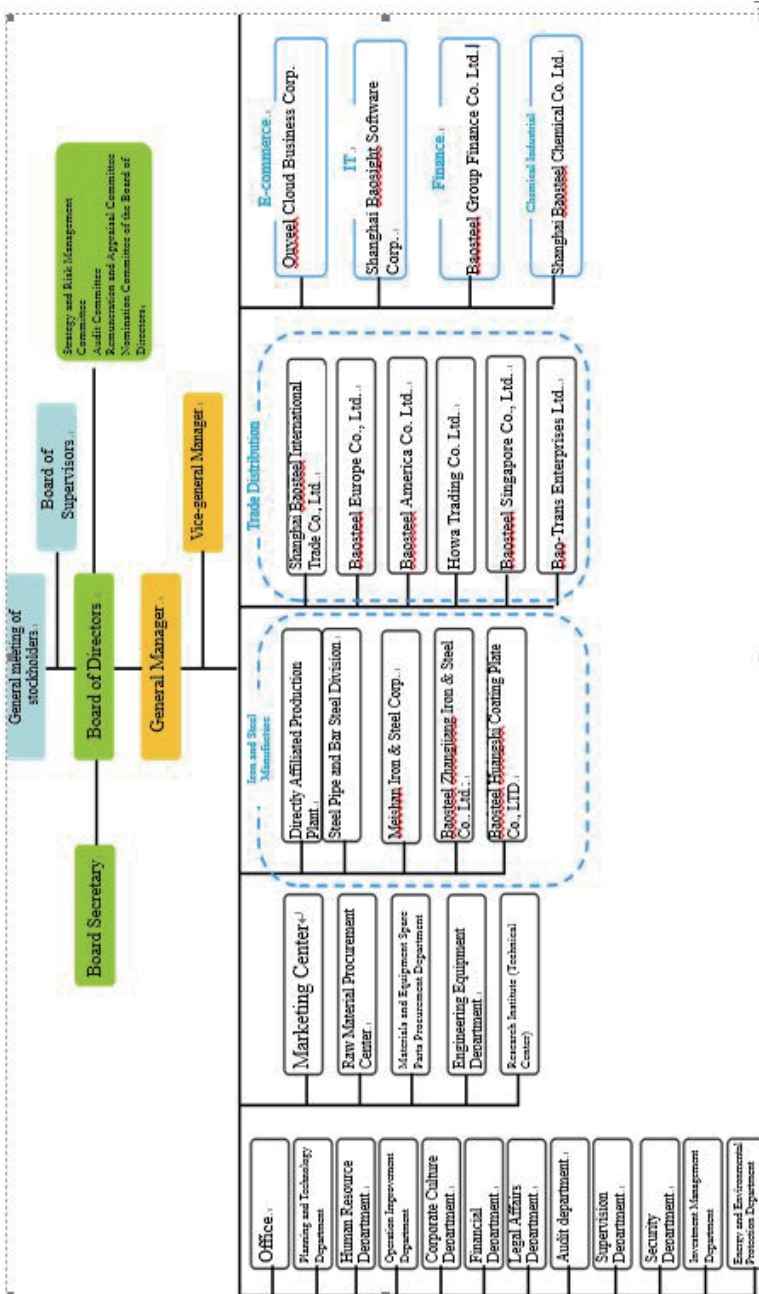 General meeting of
stockholders
Board of
Supervisors
Board Secretary
Board of Directors
Strategy and Risk Management
Committee
Audit Committee
Remuneration and Appraisal Committee
Nomination Committee of the Board of
Directors
General Manager
Vice-general Manager
Office
Planning and Technology
Department
Human Resource
Department
Operation Improvement
Department
Corporate Culture
Department
Financial
Department
Legal Affairs
Department
Audit department
Supervision
Department
Security
Department
Investment Management
Department
Energy and Environmental
Protection Department
Marketing Center
Raw Material Procurement
Center
Materials and Equipment Spare
Parts Procurement Department
Engineering Equipment
Department
Research Institute (Technical
Center)
Iron and Steel
Manufacture
Directly Affiliated Production
Plant
Steel Pipe and Bar Steel Division
Meishan Iron & Steel Corp.
Baosteel Zhangjiang Iron & Steel
Co., Ltd.
Baosteel Huangshi Coating Plate
Co., LTD
Trade Distribution
Shanghai Baosteel International
Trade Co., Ltd.
Baosteel Europe Co., Ltd.
Baosteel America Co. Ltd.
Howa Trading Co. Ltd.
Baosteel Singapore Co., Ltd.
Bao-Trans Enterprises Ltd.
E-commerce
Ouyeel Cloud Business Corp.
IT
Shanghai Baosight Software
Corp.
Finance
Baosteel Group Finance Co. Ltd.
Chemical Industrial
Shanghai Baosteel Chemical Co. Ltd.